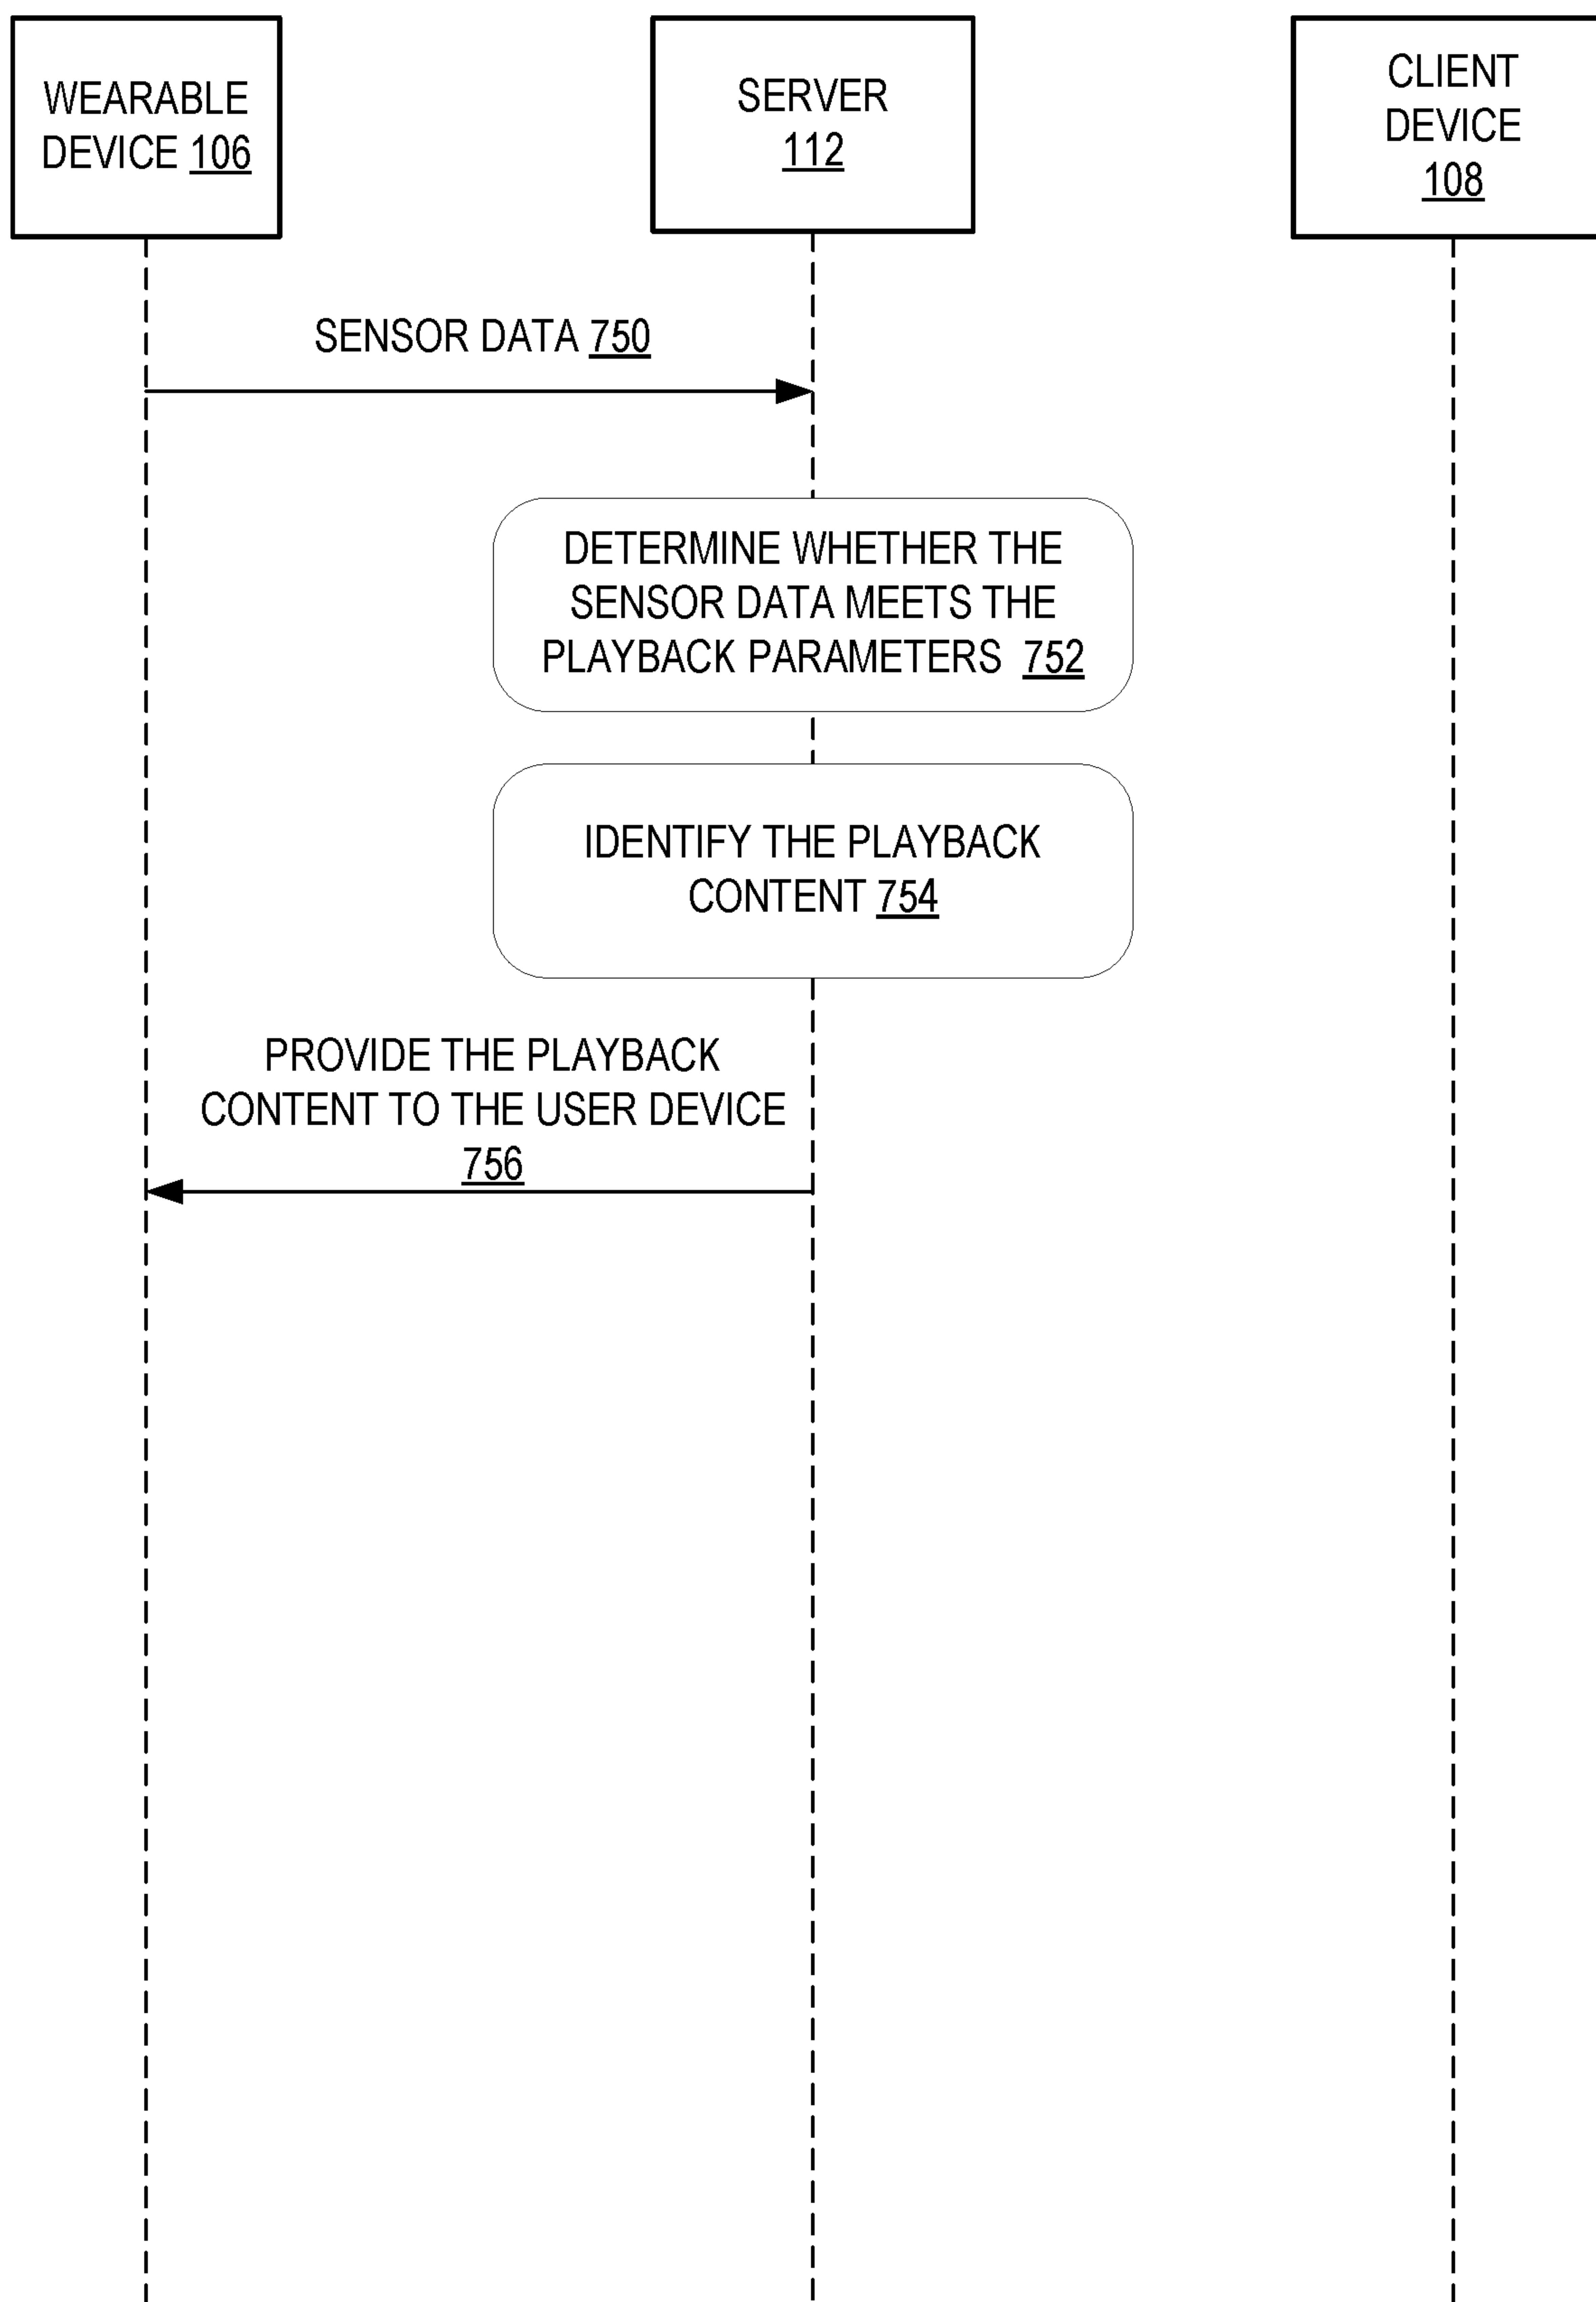 WEARABLE
DEVICE 106
SERVER
112
CLIENT
DEVICE
108
SENSOR DATA 750
DETERMINE WHETHER THE
SENSOR DATA MEETS THE
PLAYBACK PARAMETERS 752
IDENTIFY THE PLAYBACK
CONTENT 754
PROVIDE THE PLAYBACK
CONTENT TO THE USER DEVICE
756